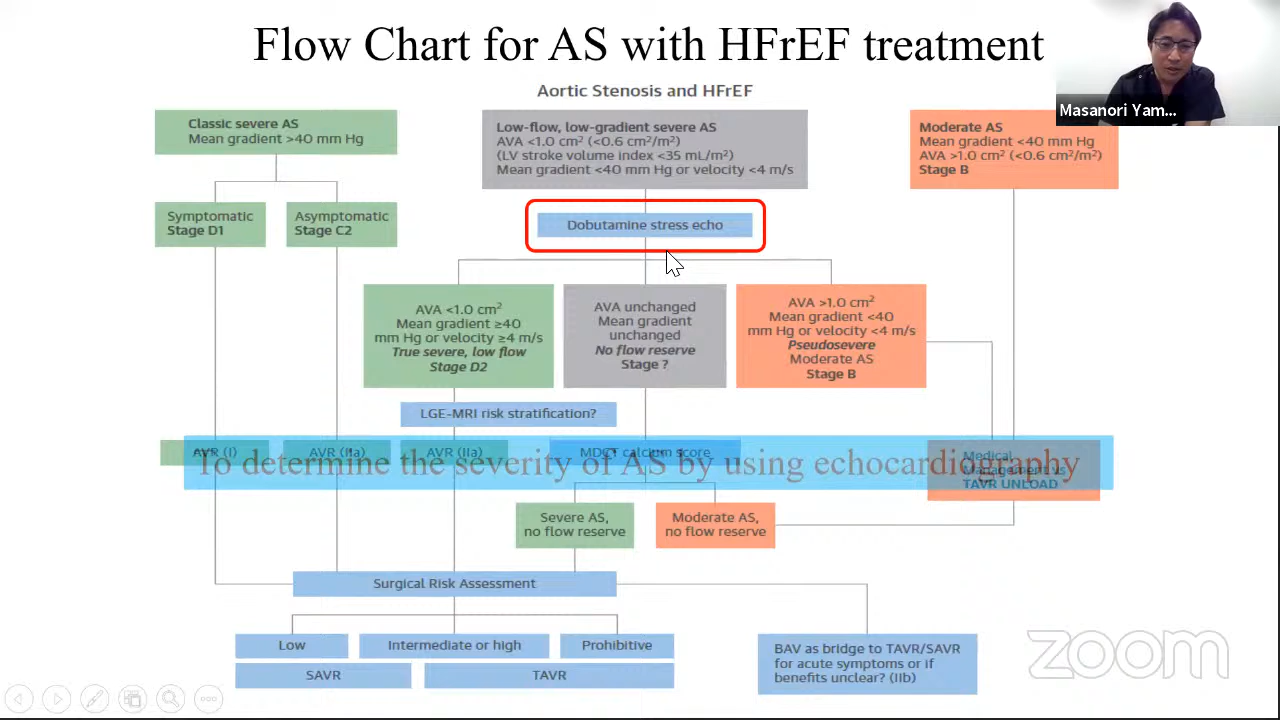 Flow Chart for AS with HFrEF treatment
Masanori Yam...
Aortic Stenosis and HFrEF
Classic severe AS
Mean gradient >40 mm Hg
Low-flow, low-gradient severe AS
AVA <1.0 cm² (<0.6 cm²/m²)
(LV stroke volume index <35 mL/m²)
Mean gradient <40 mm Hg or velocity <4 m/s
Moderate AS
Mean gradient <40 mm Hg
AVA >1.0 cm² (<0.6 cm²/m²)
Stage B
Symptomatic
Stage D1
Asymptomatic
Stage C2
Dobutamine stress echo
AVA <1.0 cm²
Mean gradient ≥40
mm Hg or velocity ≥4 m/s
True severe, low flow
Stage D2
AVA unchanged
Mean gradient
unchanged
No flow reserve
Stage ?
AVA >1.0 cm²
Mean gradient <40
mm Hg or velocity <4 m/s
Pseudosevere
Moderate AS
Stage B
LGE-MRI risk stratification?
AVR (I)
AVR (IIa)
AVR (IIa)
MDCT calcium score
Medical
Management vs
TAVR UNLOAD
To determine the severity of AS by using echocardiography
Severe AS,
no flow reserve
Moderate AS,
no flow reserve
Surgical Risk Assessment
Low
Intermediate or high
Prohibitive
SAVR
TAVR
BAV as bridge to TAVR/SAVR
for acute symptoms or if
benefits unclear? (IIb)
zoom